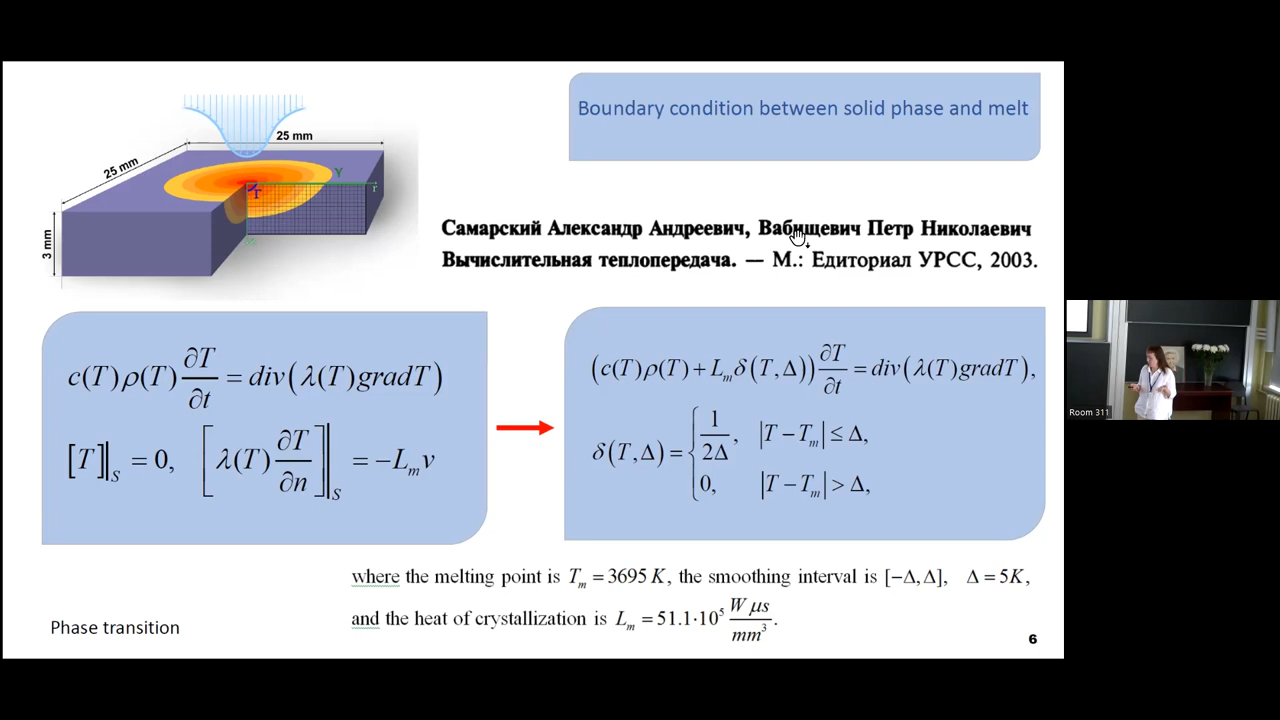 Boundary condition between solid phase and melt
25 mm
25 mm
3 mm
Y
r
T
Самарский Александр Андреевич, Вабищевич Петр Николаевич
Вычислительная теплопередача. — М.: Едиториал УРСС, 2003.
c(T)ρ(T) ∂T/∂t = div(λ(T)gradT)
[T]|_S = 0, [λ(T) ∂T/∂n]|_S = −L_m v
(c(T)ρ(T) + L_m δ(T,Δ)) ∂T/∂t = div(λ(T)gradT),
δ(T,Δ) = { 1/2Δ, |T − T_m| ≤ Δ,
0, |T − T_m| > Δ,
where the melting point is T_m = 3695 K, the smoothing interval is [−Δ,Δ], Δ = 5K,
and the heat of crystallization is L_m = 51.1·10^5 W μs / mm^3.
Phase transition
6
Room 311